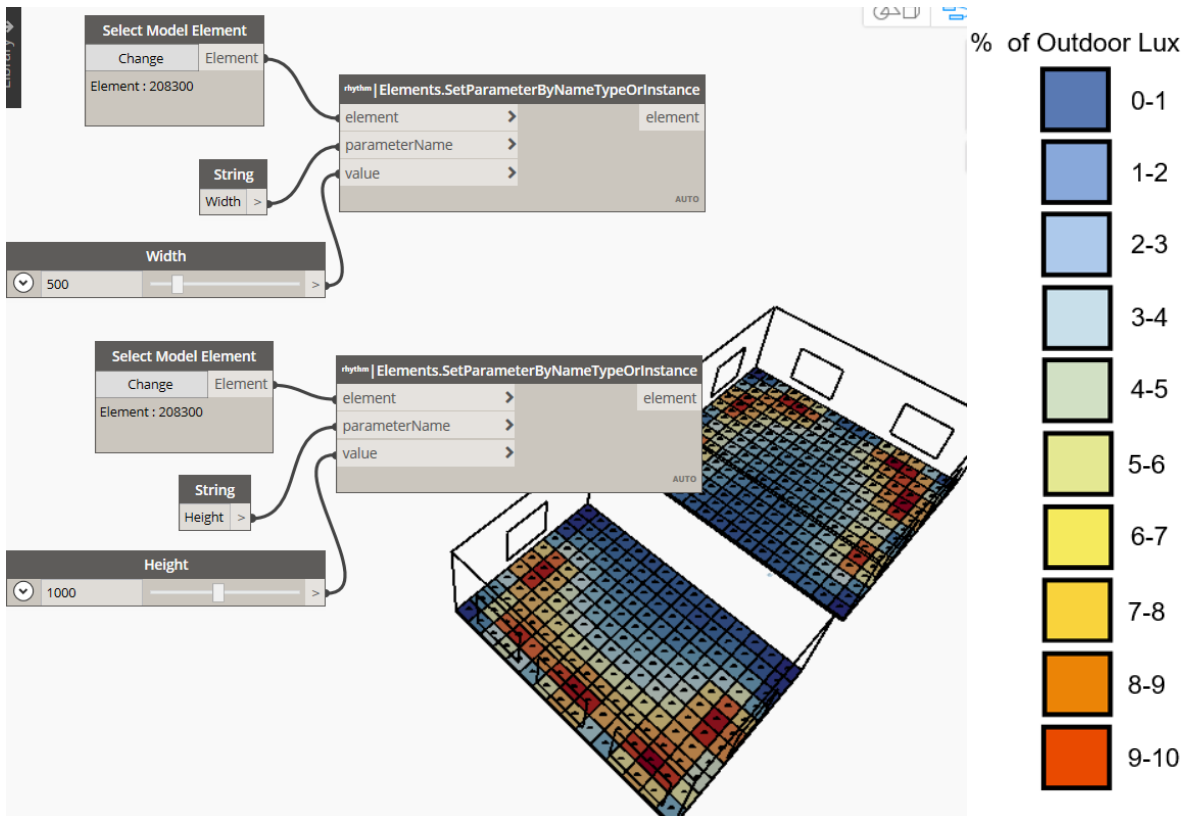 Library
Select Model Element
Change
Element
Element : 208300
rhythm | Elements.SetParameterByNameTypeOrInstance
element >
element
parameterName >
value >
AUTO
String
Width >
Width
500 >
Select Model Element
Change
Element
Element : 208300
rhythm | Elements.SetParameterByNameTypeOrInstance
element >
element
parameterName >
value >
AUTO
String
Height >
Height
1000 >
% of Outdoor Lux
0-1
1-2
2-3
3-4
4-5
5-6
6-7
7-8
8-9
9-10